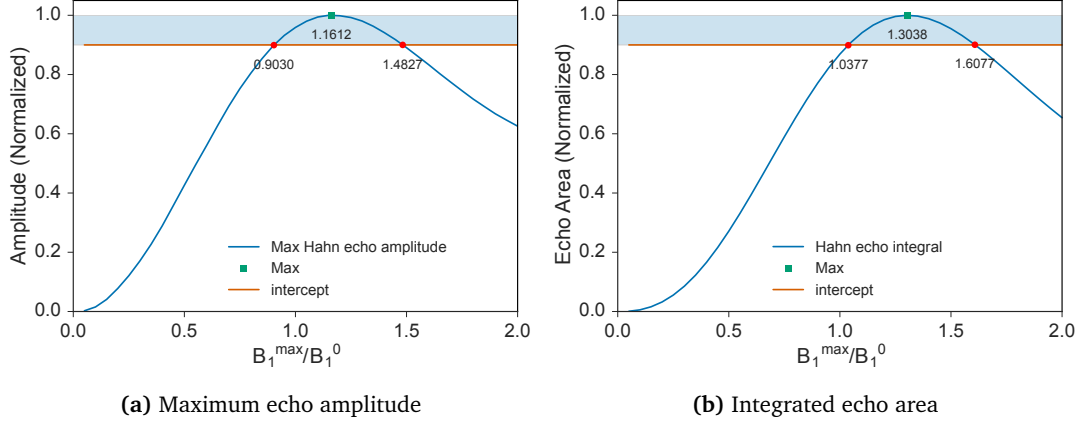 1.0
0.8
0.6
0.4
0.2
0.0
Amplitude (Normalized)
1.1612
0.9030
1.4827
Max Hahn echo amplitude
Max
intercept
0.0 0.5 1.0 1.5 2.0
B₁ᵐᵃˣ/B₁⁰
(a) Maximum echo amplitude
1.0
0.8
0.6
0.4
0.2
0.0
Echo Area (Normalized)
1.3038
1.0377
1.6077
Hahn echo integral
Max
intercept
0.0 0.5 1.0 1.5 2.0
B₁ᵐᵃˣ/B₁⁰
(b) Integrated echo area